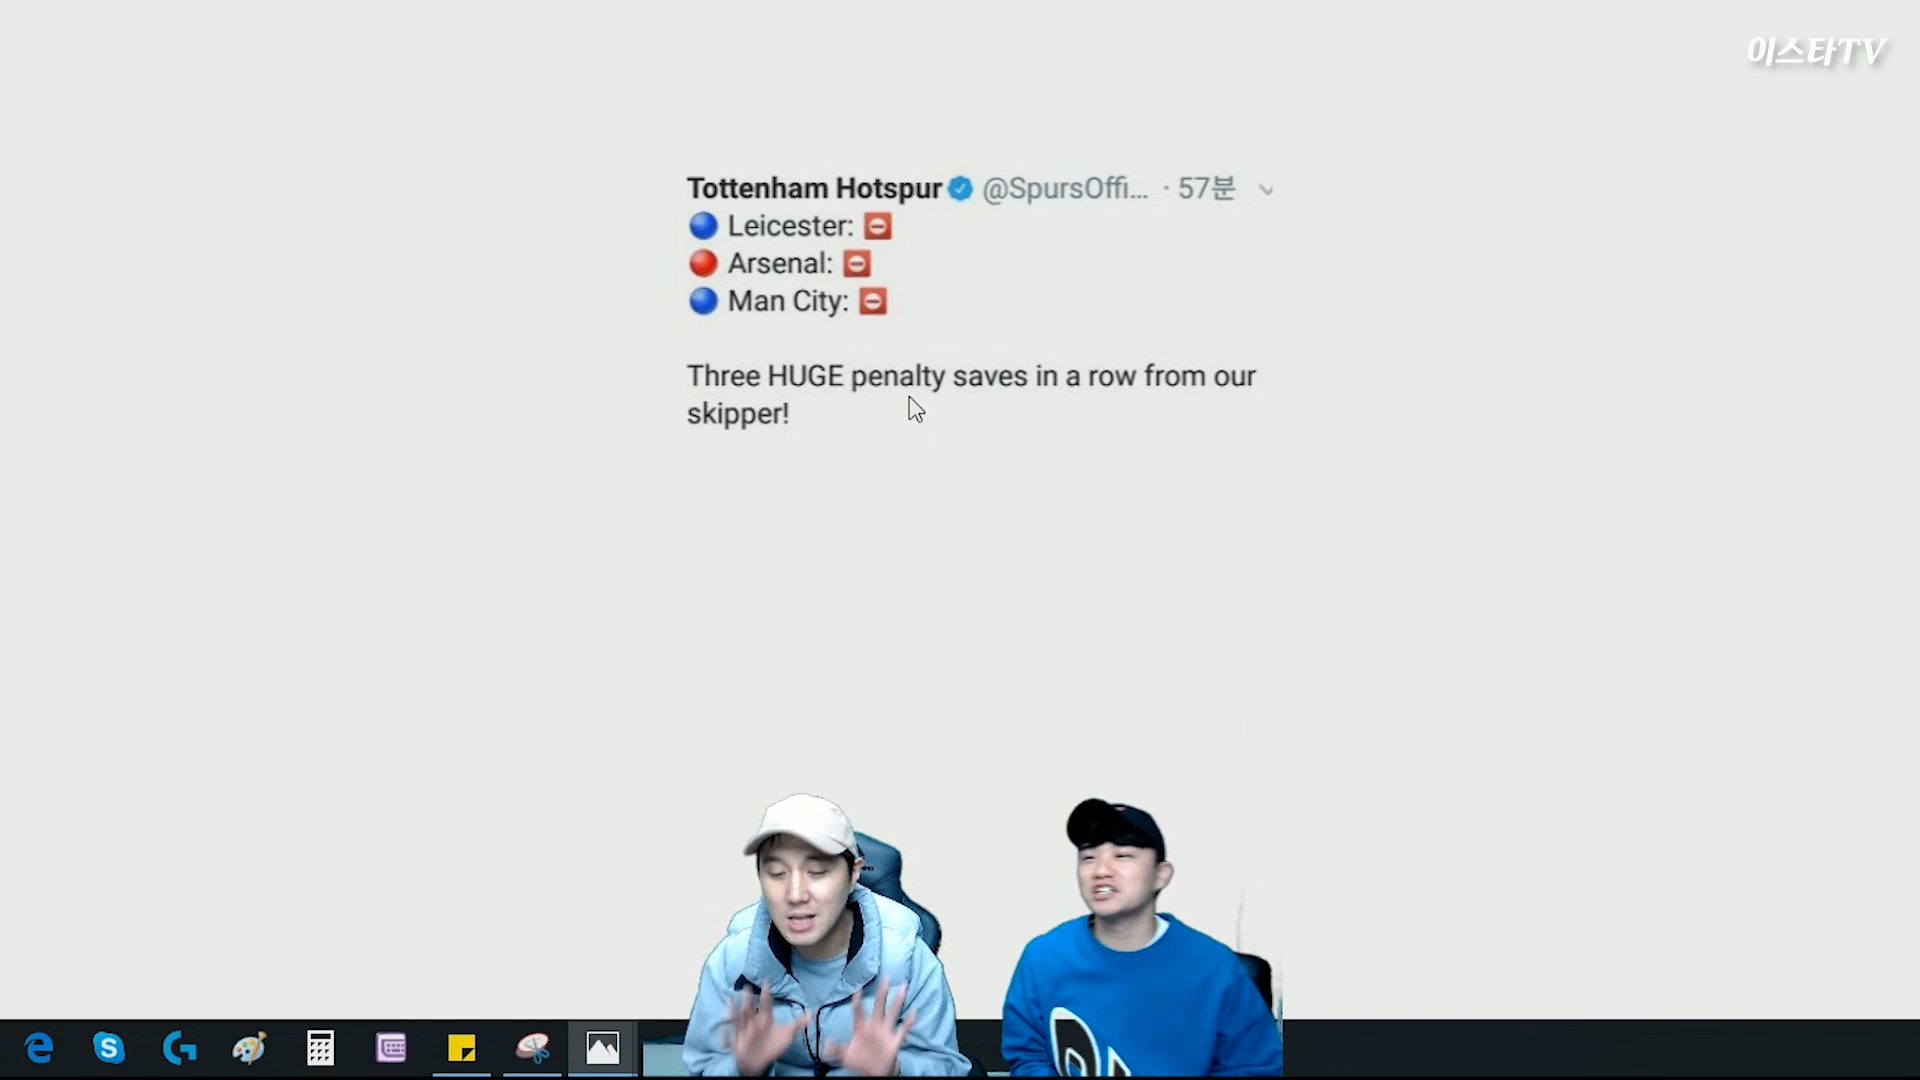 이스타TV
Tottenham Hotspur @SpursOffi... · 57분
Leicester:
Arsenal:
Man City:
Three HUGE penalty saves in a row from our
skipper!